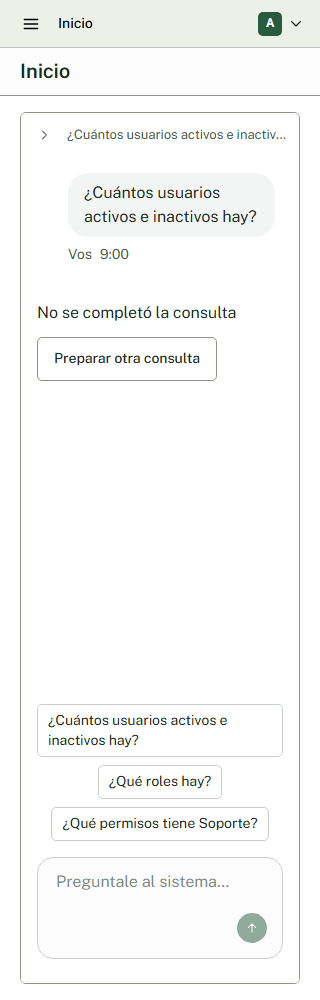 Inicio
A
Inicio
¿Cuántos usuarios activos e inactiv...
¿Cuántos usuarios
activos e inactivos hay?
Vos 9:00
No se completó la consulta
Preparar otra consulta
¿Cuántos usuarios activos e
inactivos hay?
¿Qué roles hay?
¿Qué permisos tiene Soporte?
Preguntale al sistema...